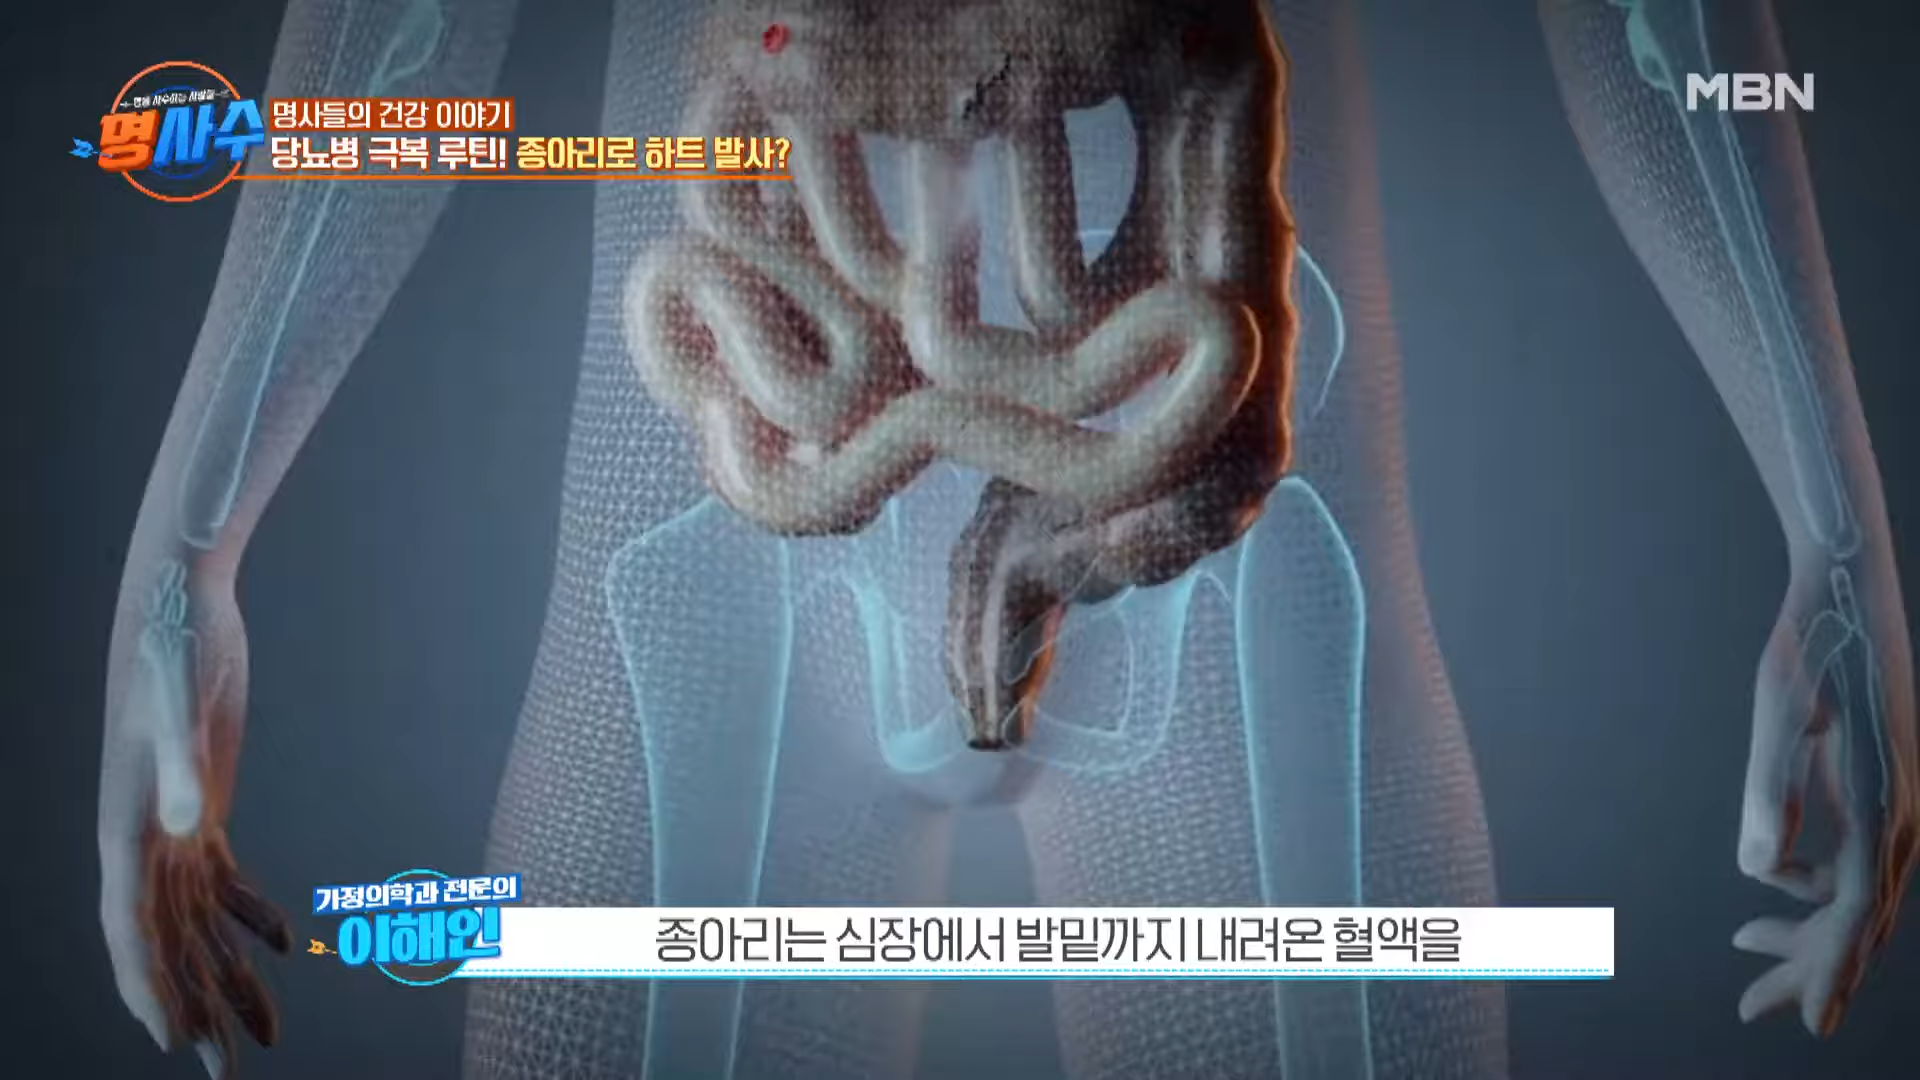 명사수
명사들의 건강 이야기
당뇨병 극복 루틴! 종아리로 하트 발사?
MBN
가정의학과 전문의
이해인
종아리는 심장에서 발밑까지 내려온 혈액을